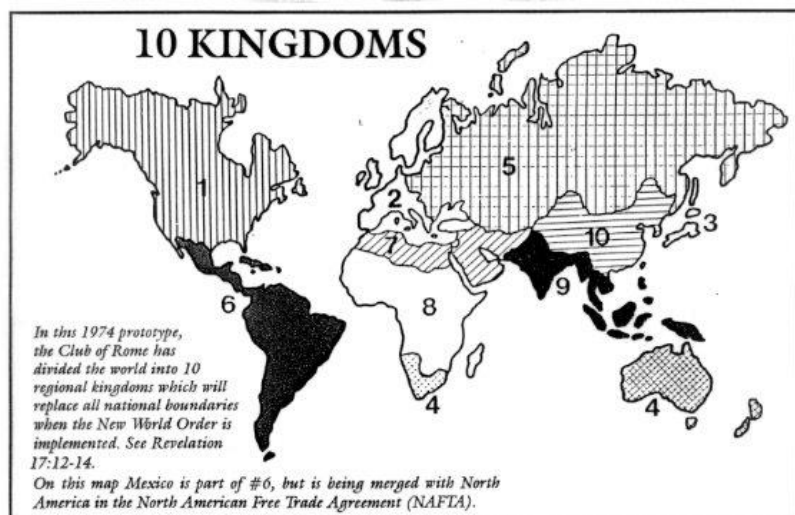 10 KINGDOMS
1
2
3
4
5
6
7
8
9
10
4
In this 1974 prototype,
the Club of Rome has
divided the world into 10
regional kingdoms which will
replace all national boundaries
when the New World Order is
implemented. See Revelation
17:12-14.
On this map Mexico is part of #6, but is being merged with North
America in the North American Free Trade Agreement (NAFTA).